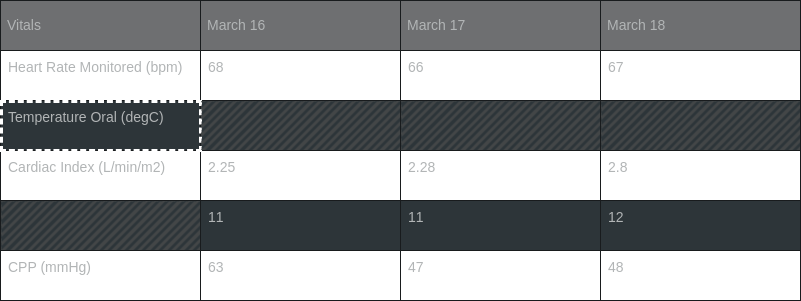 Vitals March 16 March 17 March 18
Heart Rate Monitored (bpm) 68 66 67
Temperature Oral (degC)
Cardiac Index (L/min/m2) 2.25 2.28 2.8
11 11 12
CPP (mmHg) 63 47 48